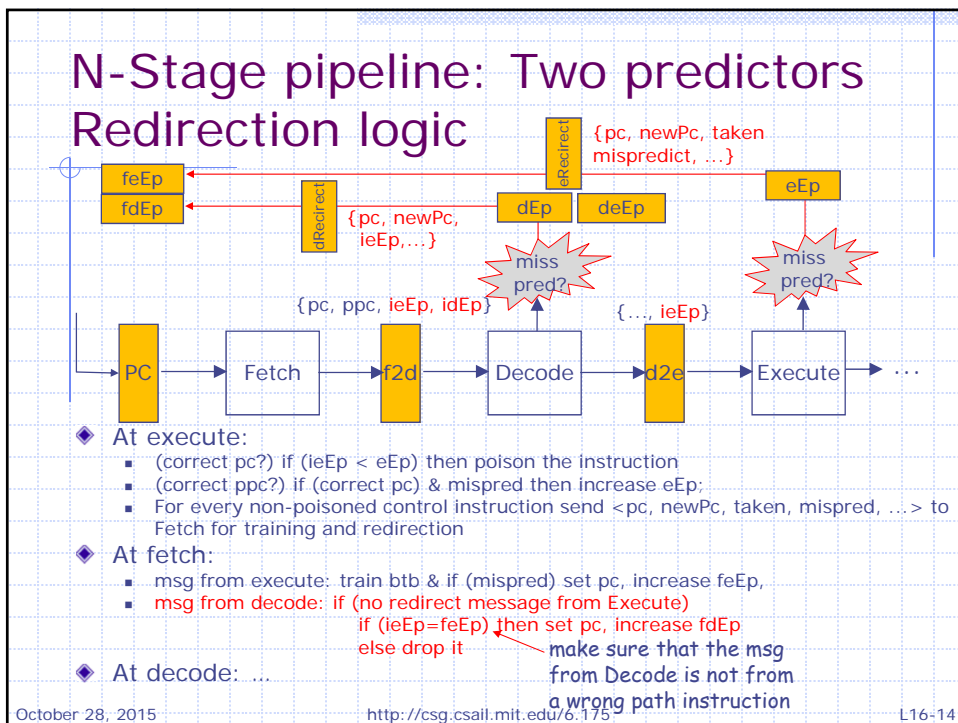 N-Stage pipeline: Two predictors
Redirection logic
{pc, newPc, taken
mispredict, ...}
eRecirect
feEp
fdEp
dRecirect
{pc, newPc,
ieEp,...}
dEp
deEp
eEp
miss
pred?
miss
pred?
{pc, ppc, ieEp, idEp}
{..., ieEp}
PC
Fetch
f2d
Decode
d2e
Execute
...
At execute:
(correct pc?) if (ieEp < eEp) then poison the instruction
(correct ppc?) if (correct pc) & mispred then increase eEp;
For every non-poisoned control instruction send <pc, newPc, taken, mispred, ...> to
Fetch for training and redirection
At fetch:
msg from execute: train btb & if (mispred) set pc, increase feEp,
msg from decode: if (no redirect message from Execute)
if (ieEp=feEp) then set pc, increase fdEp
else drop it
make sure that the msg
from Decode is not from
a wrong path instruction
At decode: ...
October 28, 2015
http://csg.csail.mit.edu/6.175
L16-14